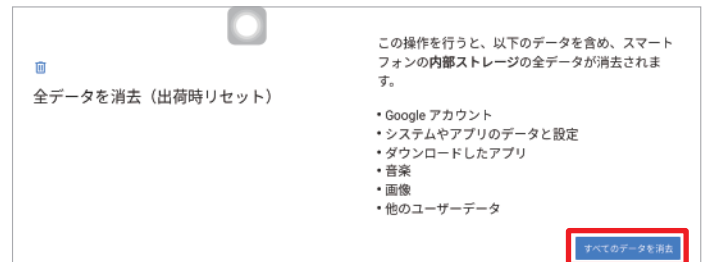 全データを消去（出荷時リセット）
この操作を行うと、以下のデータを含め、スマート
フォンの内部ストレージの全データが消去されま
す。
• Google アカウント
• システムやアプリのデータと設定
• ダウンロードしたアプリ
• 音楽
• 画像
• 他のユーザーデータ
すべてのデータを消去